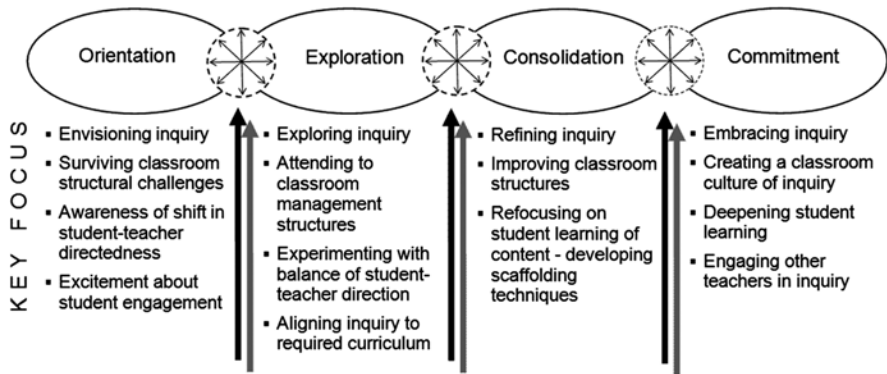 Orientation
Exploration
Consolidation
Commitment
KEY FOCUS
▪ Envisioning inquiry
▪ Surviving classroom
structural challenges
▪ Awareness of shift in
student-teacher
directedness
▪ Excitement about
student engagement
▪ Exploring inquiry
▪ Attending to
classroom
management
structures
▪ Experimenting with
balance of student-
teacher direction
▪ Aligning inquiry to
required curriculum
▪ Refining inquiry
▪ Improving classroom
structures
▪ Refocusing on
student learning of
content - developing
scaffolding
techniques
▪ Embracing inquiry
▪ Creating a classroom
culture of inquiry
▪ Deepening student
learning
▪ Engaging other
teachers in inquiry